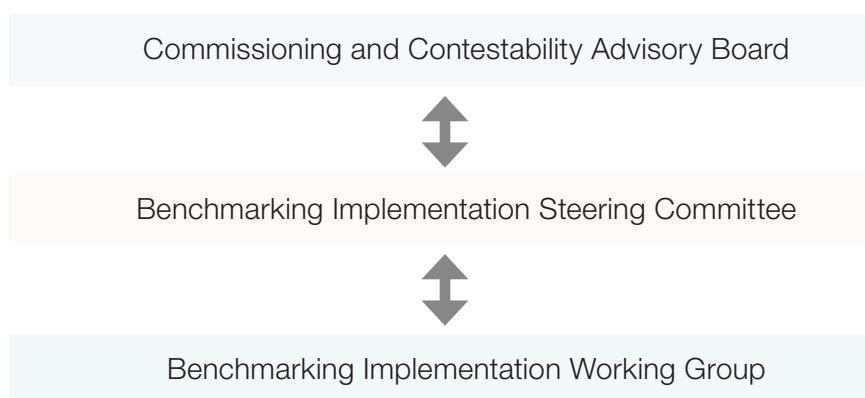 Commissioning and Contestability Advisory Board
Benchmarking Implementation Steering Committee
Benchmarking Implementation Working Group